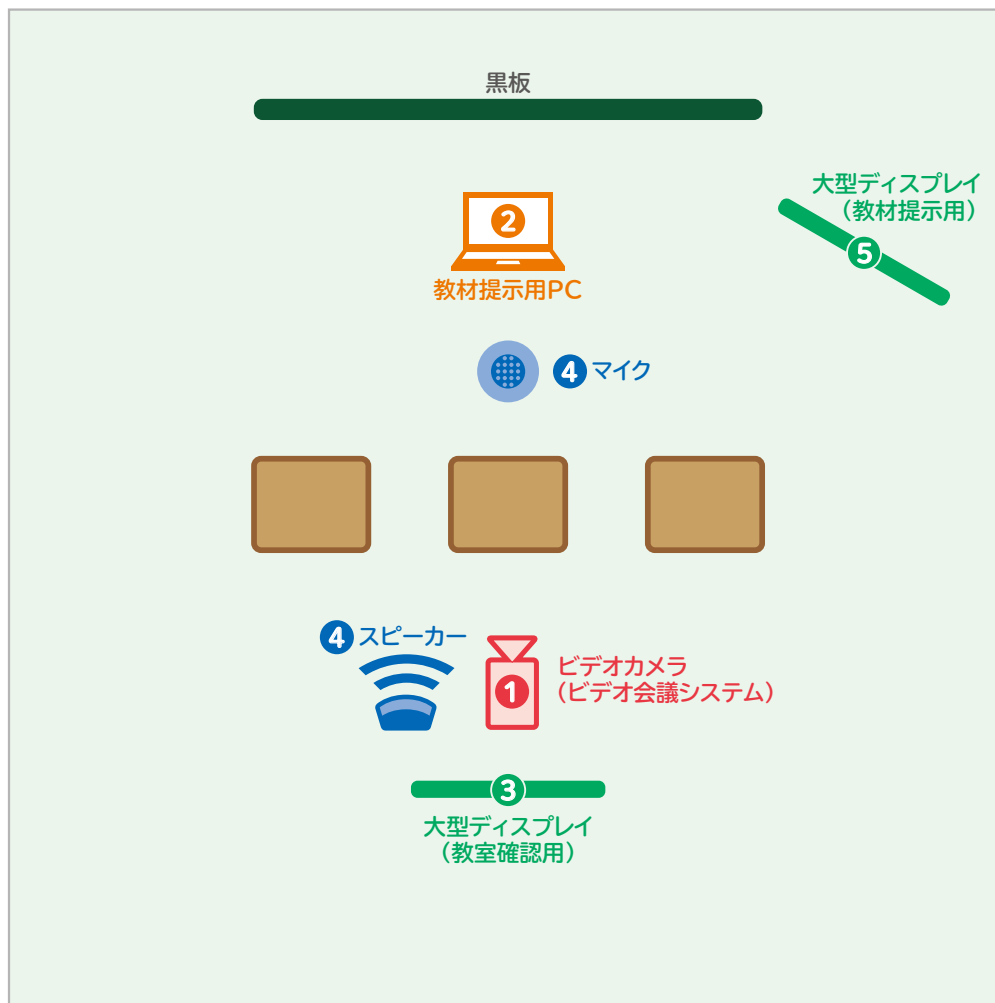 黒板
大型ディスプレイ
（教材提示用）
5
2
教材提示用PC
4 マイク
4 スピーカー
1
ビデオカメラ
（ビデオ会議システム）
3
大型ディスプレイ
（教室確認用）